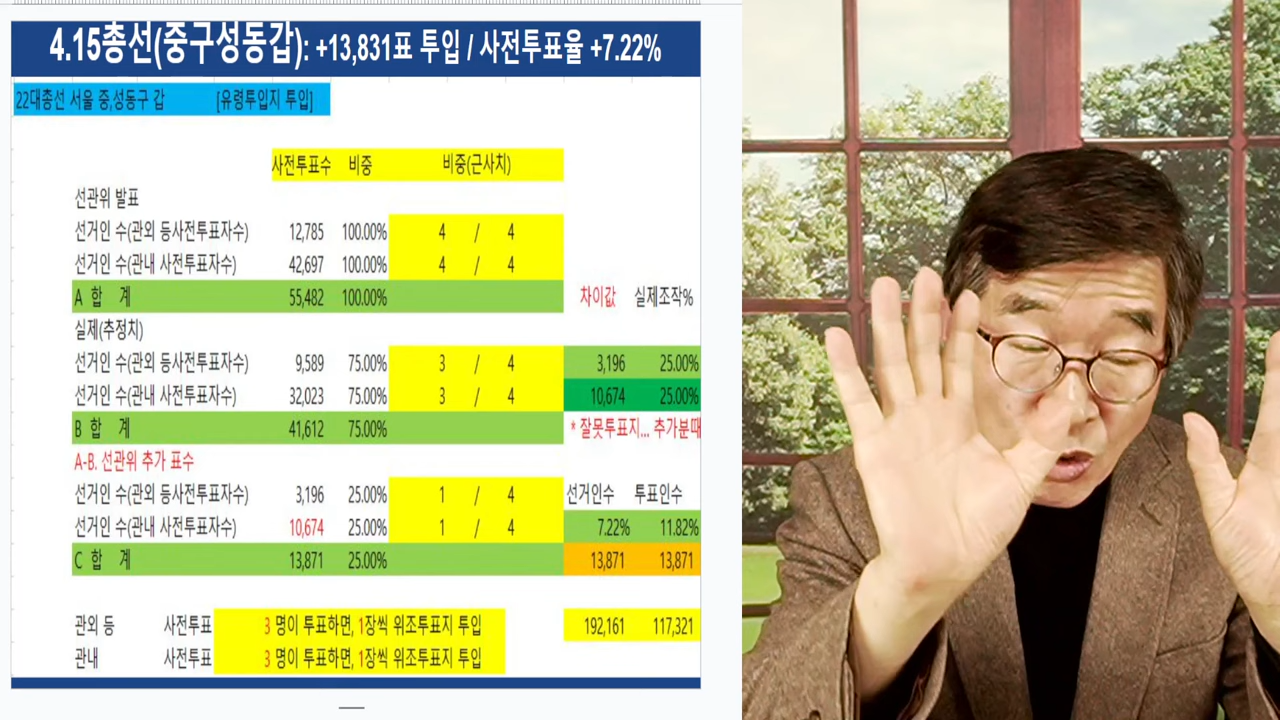 4.15총선(중구성동갑): +13,831표 투입 / 사전투표율 +7.22%
22대총선 서울 중,성동구 갑 [유령투입지 투입]
사전투표수 비중 비중(근사치)
선관위 발표
선거인 수(관외 등사전투표자수) 12,785 100.00% 4 / 4
선거인 수(관내 사전투표자수) 42,697 100.00% 4 / 4
A 합 계 55,482 100.00% 차이값 실제조작%
실제(추정치)
선거인 수(관외 등사전투표자수) 9,589 75.00% 3 / 4 3,196 25.00%
선거인 수(관내 사전투표자수) 32,023 75.00% 3 / 4 10,674 25.00%
B 합 계 41,612 75.00% * 잘못투표지... 추가분때
A-B. 선관위 추가 표수
선거인 수(관외 등사전투표자수) 3,196 25.00% 1 / 4 선거인수 투표인수
선거인 수(관내 사전투표자수) 10,674 25.00% 1 / 4 7.22% 11.82%
C 합 계 13,871 25.00% 13,871 13,871
관외 등 사전투표 3 명이 투표하면, 1장씩 위조투표지 투입 192,161 117,321
관내 사전투표 3 명이 투표하면, 1장씩 위조투표지 투입